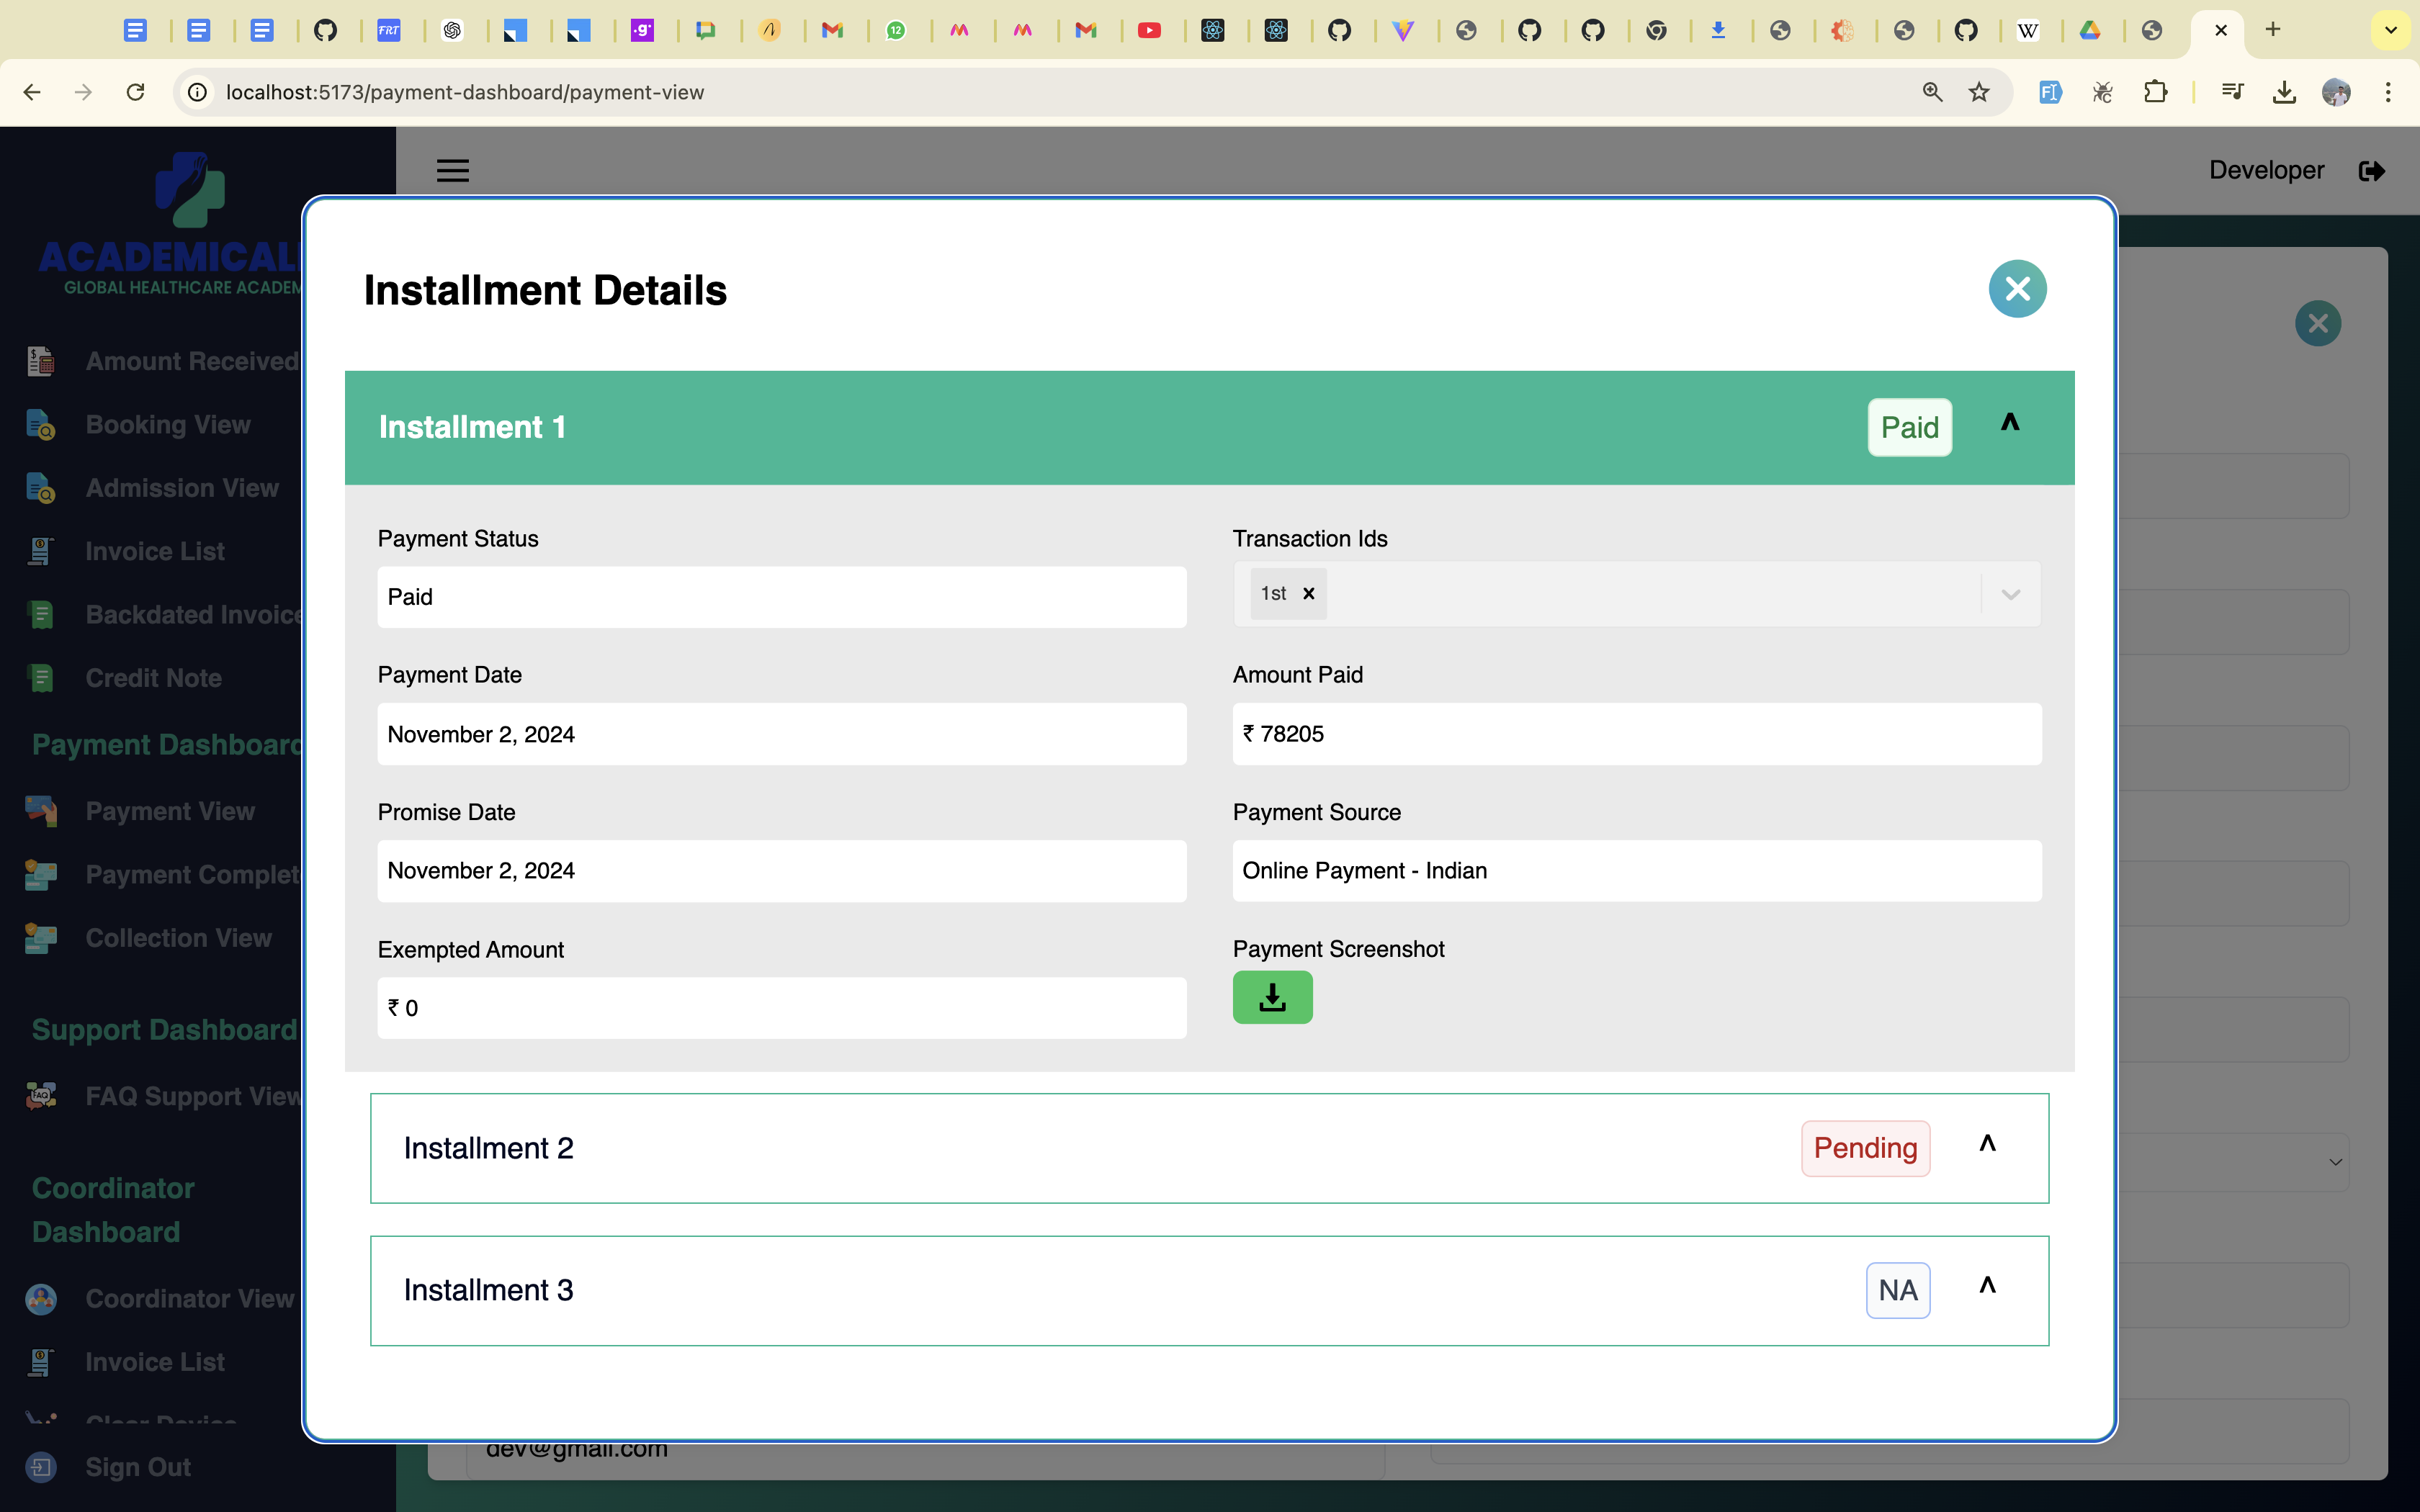 FRT
12
W
localhost:5173/payment-dashboard/payment-view
Developer
GLOBAL HEALTHCARE
Amount Received
Booking View
Admission View
Invoice List
Backdated Invoice
Credit Note
Payment Dashboard
Payment View
Payment Complet
Collection View
Support Dashboard
FAQ Support View
Coordinator
Dashboard
Coordinator View
Invoice List
Sign Out
Installment Details
Installment 1
Paid
Payment Status
Transaction Ids
Paid
1st
Payment Date
Amount Paid
November 2, 2024
₹ 78205
Promise Date
Payment Source
November 2, 2024
Online Payment - Indian
Exempted Amount
Payment Screenshot
₹ 0
Installment 2
Pending
Installment 3
NA
dev@gmail.com